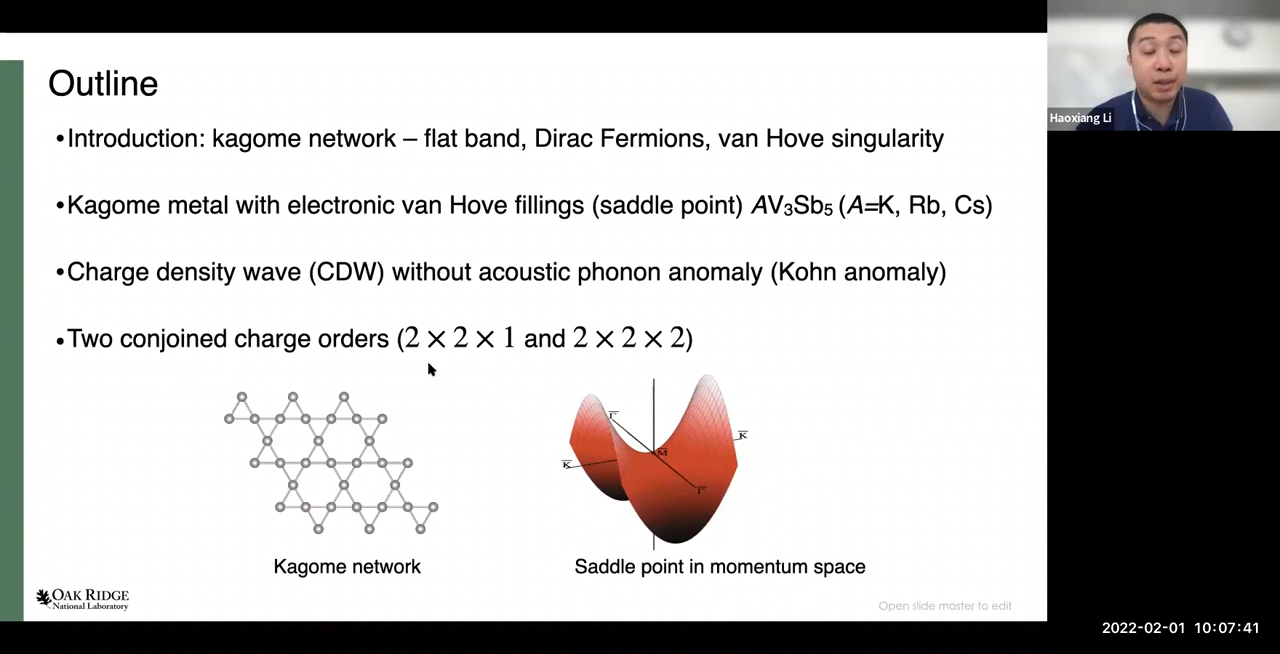 Outline
•Introduction: kagome network – flat band, Dirac Fermions, van Hove singularity
•Kagome metal with electronic van Hove fillings (saddle point) AV₃Sb₅ (A=K, Rb, Cs)
•Charge density wave (CDW) without acoustic phonon anomaly (Kohn anomaly)
•Two conjoined charge orders (2 × 2 × 1 and 2 × 2 × 2)
Γ̅
K̅
M̅
K̅
Γ̅
Kagome network
Saddle point in momentum space
OAK RIDGE
National Laboratory
Open slide master to edit
Haoxiang Li
2022-02-01 10:07:41